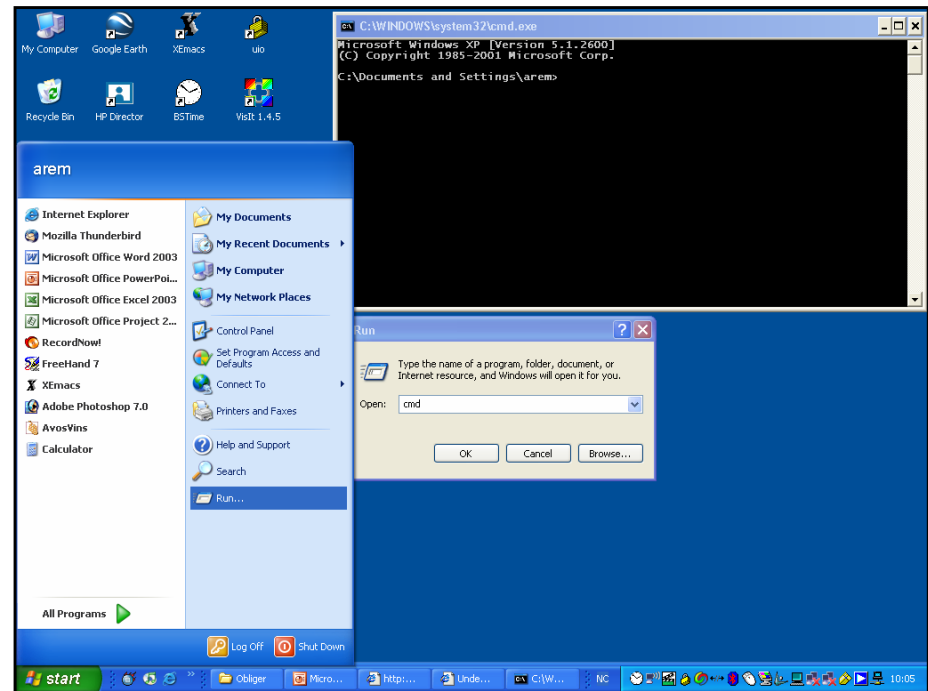 My Computer
Google Earth
XEmacs
uio
Recycle Bin
HP Director
BSTime
VisIt 1.4.5
C:\WINDOWS\system32\cmd.exe
Microsoft Windows XP [Version 5.1.2600]
(C) Copyright 1985-2001 Microsoft Corp.
C:\Documents and Settings\arem>
arem
Internet Explorer
Mozilla Thunderbird
Microsoft Office Word 2003
Microsoft Office PowerPoi...
Microsoft Office Excel 2003
Microsoft Office Project 2...
RecordNow!
FreeHand 7
XEmacs
Adobe Photoshop 7.0
AvosVins
Calculator
All Programs
My Documents
My Recent Documents
My Computer
My Network Places
Control Panel
Set Program Access and
Defaults
Connect To
Printers and Faxes
Help and Support
Search
Run...
Log Off
Shut Down
Run
Type the name of a program, folder, document, or
Internet resource, and Windows will open it for you.
Open: cmd
OK Cancel Browse...
start
Obliger
Micro...
http:...
Unde...
C:\W...
NC
10:05